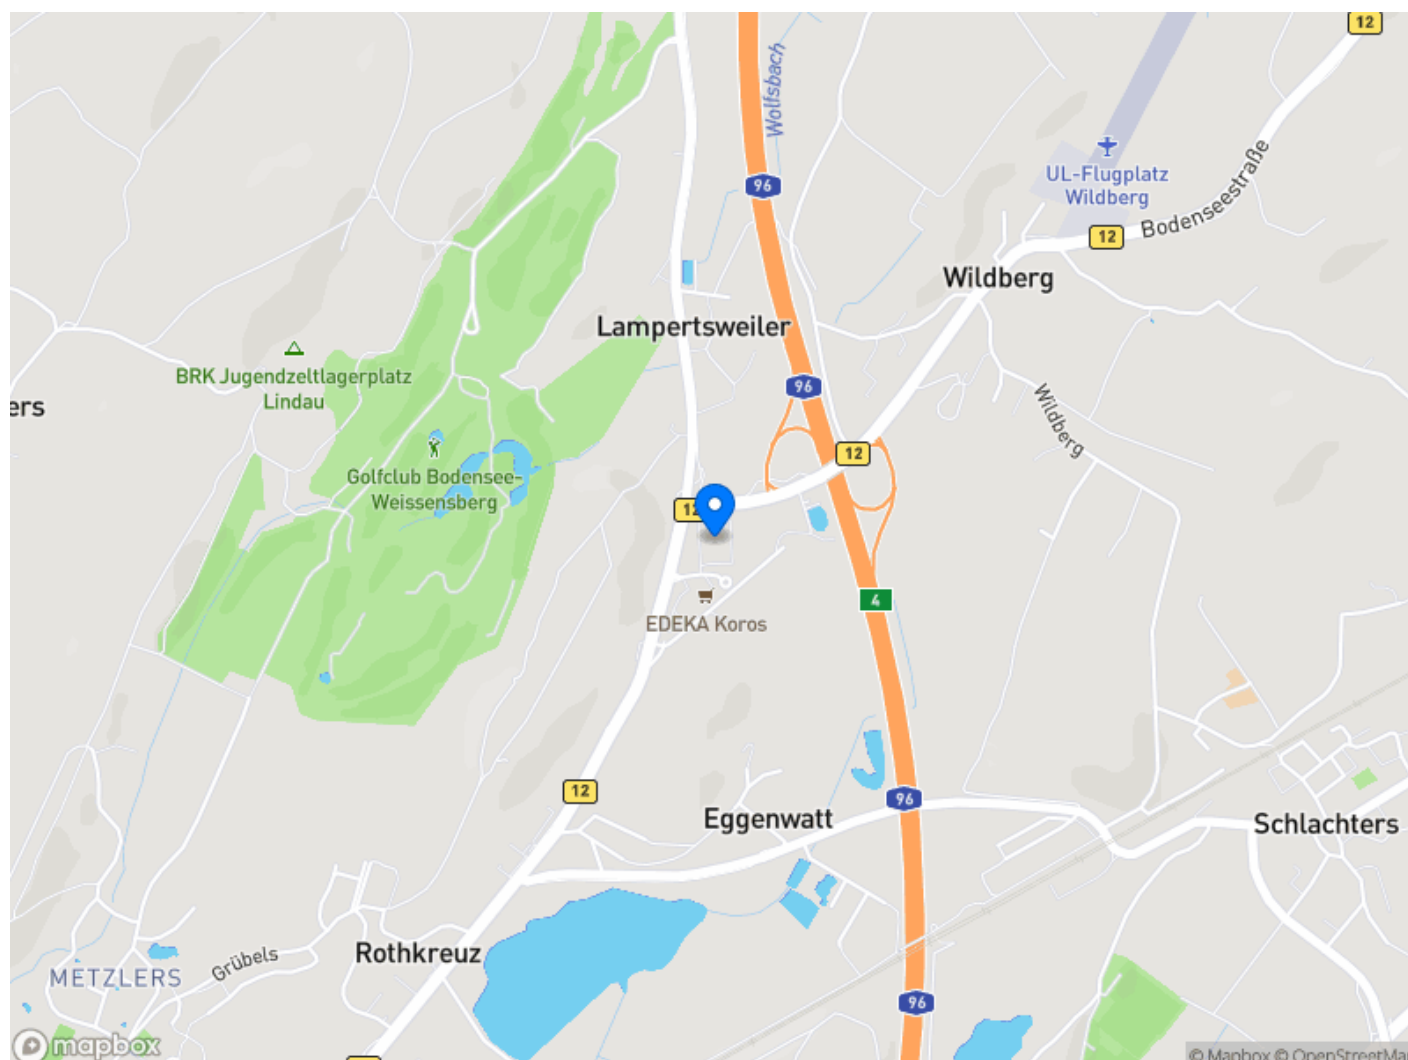 12
Wolfsbach
96
UL-Flugplatz
Wildberg
Bodenseestraße
12
Wildberg
Lampertsweiler
BRK Jugendzeltlagerplatz
Lindau
96
ers
Wildberg
12
Golfclub Bodensee-
Weissensberg
12
4
EDEKA Koros
12
96
Eggenwatt
Schlachters
Rothkreuz
Grübels
METZLERS
96
mapbox
© Mapbox © OpenStreetMa